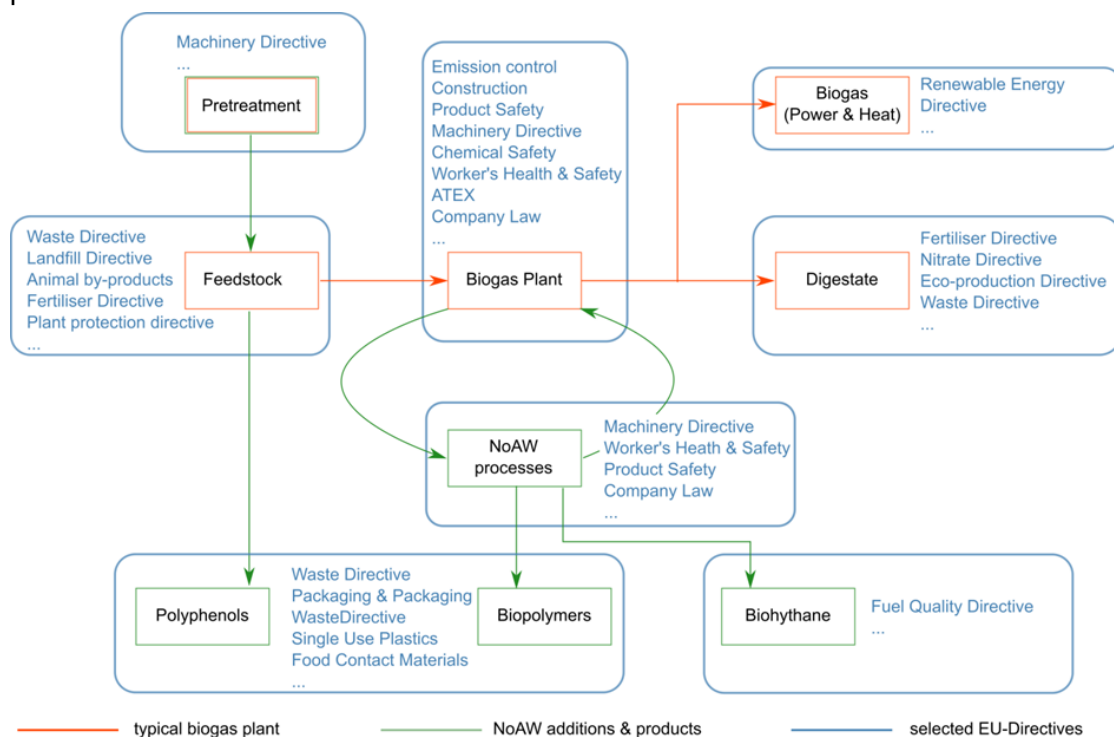 Machinery Directive
...
Pretreatment
Emission control
Construction
Product Safety
Machinery Directive
Chemical Safety
Worker's Health & Safety
ATEX
Company Law
...
Biogas Plant
Biogas
(Power & Heat)
Renewable Energy
Directive
...
Waste Directive
Landfill Directive
Animal by-products
Fertiliser Directive
Plant protection directive
...
Feedstock
Digestate
Fertiliser Directive
Nitrate Directive
Eco-production Directive
Waste Directive
...
NoAW
processes
Machinery Directive
Worker's Heath & Safety
Product Safety
Company Law
...
Polyphenols
Waste Directive
Packaging & Packaging
WasteDirective
Single Use Plastics
Food Contact Materials
...
Biopolymers
Biohythane
Fuel Quality Directive
...
typical biogas plant
NoAW additions & products
selected EU-Directives